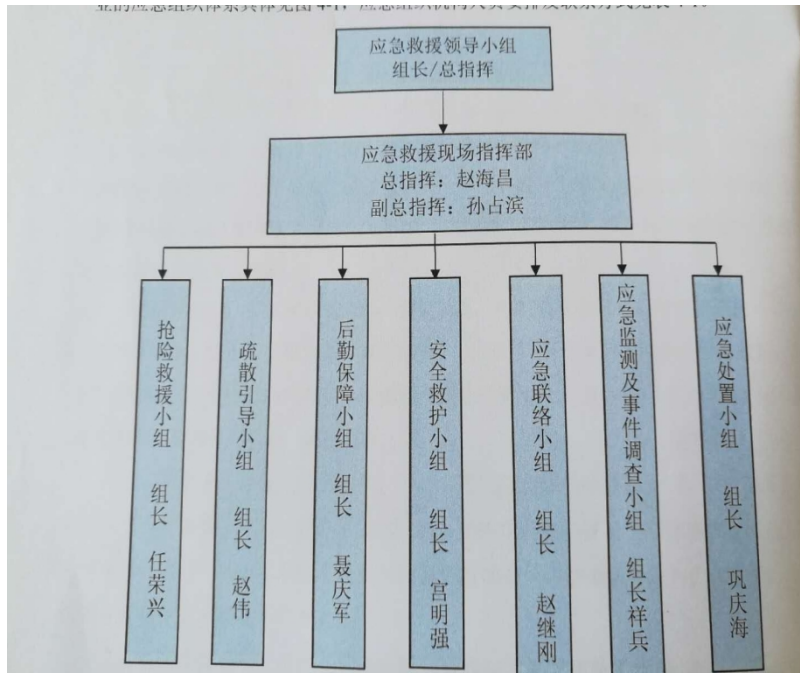 应急救援领导小组
组长/总指挥
应急救援现场指挥部
总指挥：赵海昌
副总指挥：孙占滨
抢险救援小组 组长 任荣兴
疏散引导小组 组长 赵伟
后勤保障小组 组长 聂庆军
安全救护小组 组长 宫明强
应急联络小组 组长 赵继刚
应急监测及事件调查小组 组长祥兵
应急处置小组 组长 巩庆海